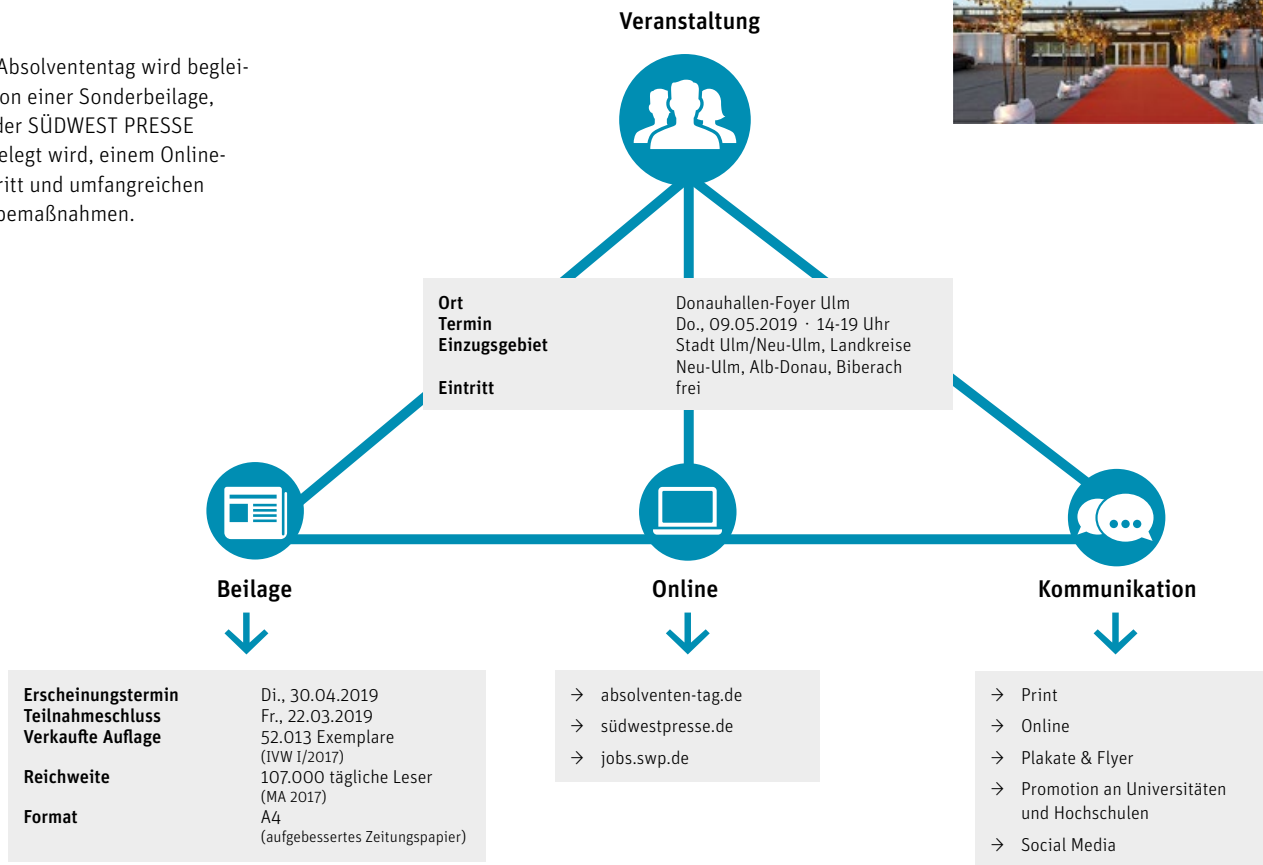 Veranstaltung
Absolvententag wird beglei-
einer Sonderbeilage,
der SÜDWEST PRESSE
wird, einem Online-
und umfangreichen
Ort Donauhallen-Foyer Ulm
Termin Do., 09.05.2019 · 14-19 Uhr
Einzugsgebiet Stadt Ulm/Neu-Ulm, Landkreise
Neu-Ulm, Alb-Donau, Biberach
Eintritt frei
Beilage
Erscheinungstermin Di., 30.04.2019
Teilnahmeschluss Fr., 22.03.2019
Verkaufte Auflage 52.013 Exemplare
(IVW I/2017)
Reichweite 107.000 tägliche Leser
(MA 2017)
Format A4
(aufgebessertes Zeitungspapier)
Online
→ absolventen-tag.de
→ südwestpresse.de
→ jobs.swp.de
Kommunikation
→ Print
→ Online
→ Plakate & Flyer
→ Promotion an Universitäten
und Hochschulen
→ Social Media